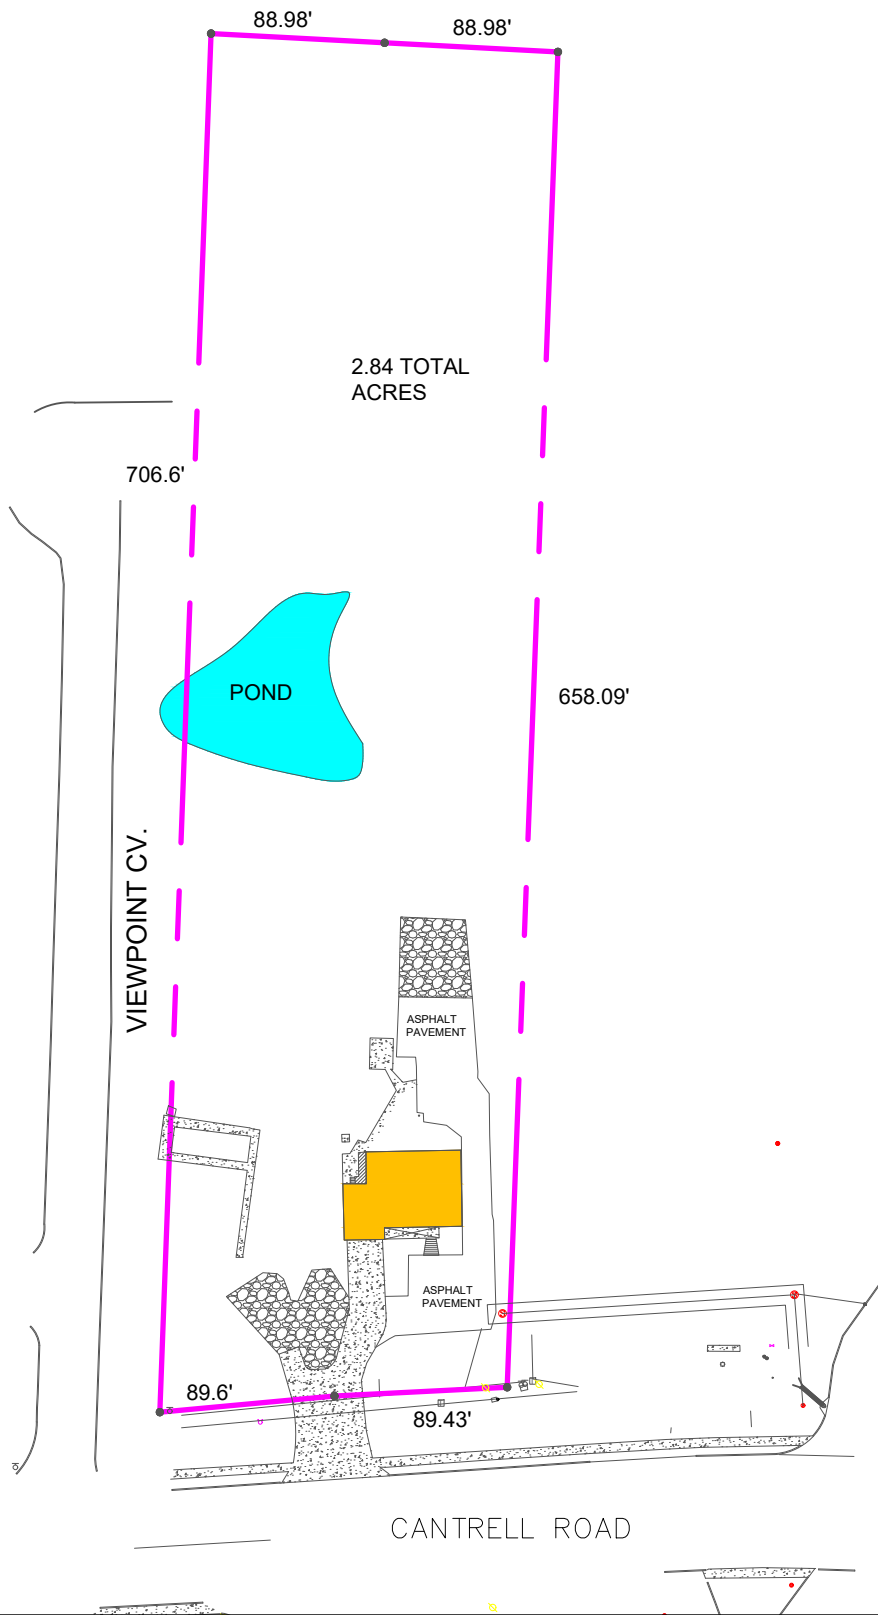 88.98'
88.98'
2.84 TOTAL
ACRES
706.6'
POND
658.09'
VIEWPOINT CV.
ASPHALT
PAVEMENT
ASPHALT
PAVEMENT
89.6'
89.43'
CANTRELL ROAD